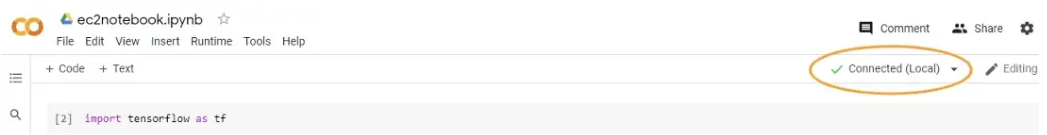 ec2notebook.ipynb
Comment Share
File Edit View Insert Runtime Tools Help
+ Code + Text Connected (Local) Editing
[2] import tensorflow as tf